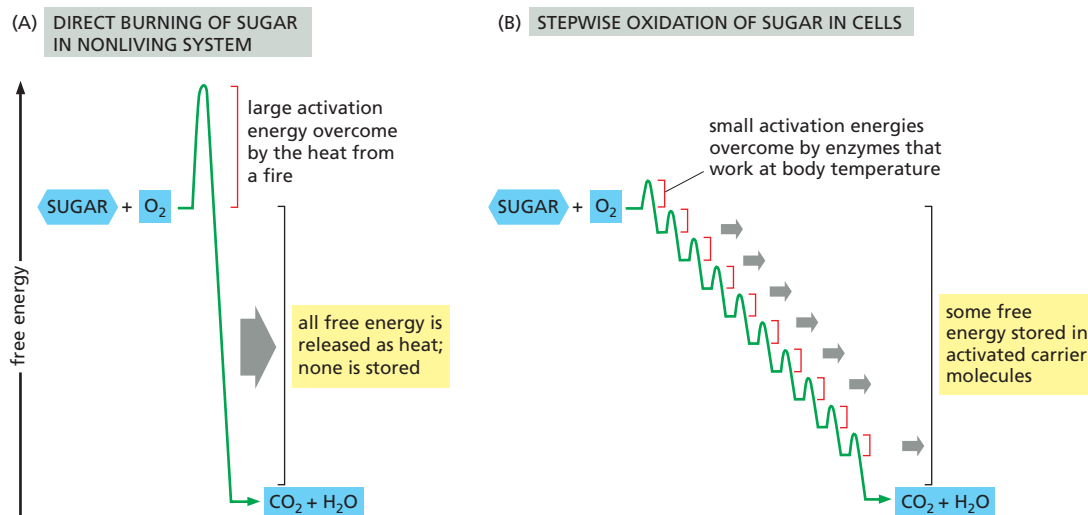 (A) DIRECT BURNING OF SUGAR
IN NONLIVING SYSTEM
free energy
large activation
energy overcome
by the heat from
a fire
SUGAR + O₂
all free energy is
released as heat;
none is stored
CO₂ + H₂O
(B) STEPWISE OXIDATION OF SUGAR IN CELLS
small activation energies
overcome by enzymes that
work at body temperature
SUGAR + O₂
some free
energy stored in
activated carrier
molecules
CO₂ + H₂O